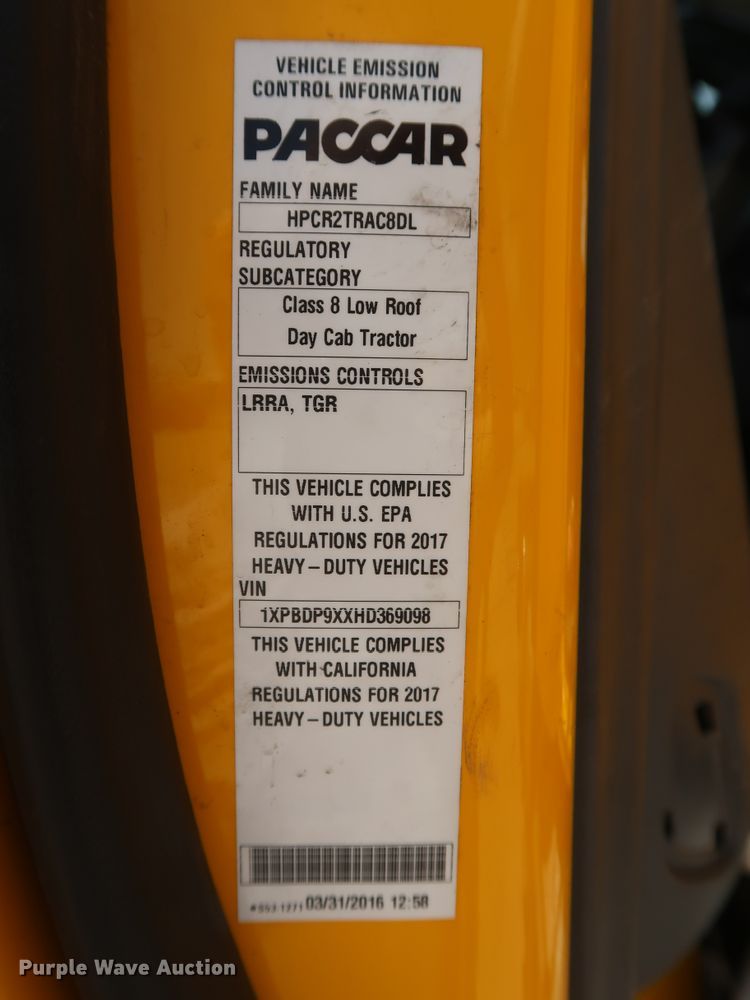 VEHICLE EMISSION
CONTROL INFORMATION
PACCAR
FAMILY NAME
HPCR2TRAC8DL
REGULATORY
SUBCATEGORY
Class 8 Low Roof
Day Cab Tractor
EMISSIONS CONTROLS
LRRA, TGR
THIS VEHICLE COMPLIES
WITH U.S. EPA
REGULATIONS FOR 2017
HEAVY-DUTY VEHICLES
VIN
1XPBDP9XXHD369098
THIS VEHICLE COMPLIES
WITH CALIFORNIA
REGULATIONS FOR 2017
HEAVY-DUTY VEHICLES
03/31/2016 12:58
Purple Wave Auction